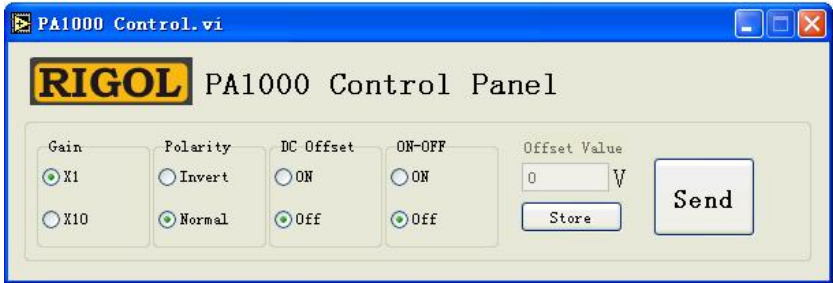 PA1000 Control.vi
RIGOL PA1000 Control Panel
Gain Polarity DC Offset ON-OFF Offset Value
X1 Invert ON ON 0 V
X10 Normal Off Off Store
Send